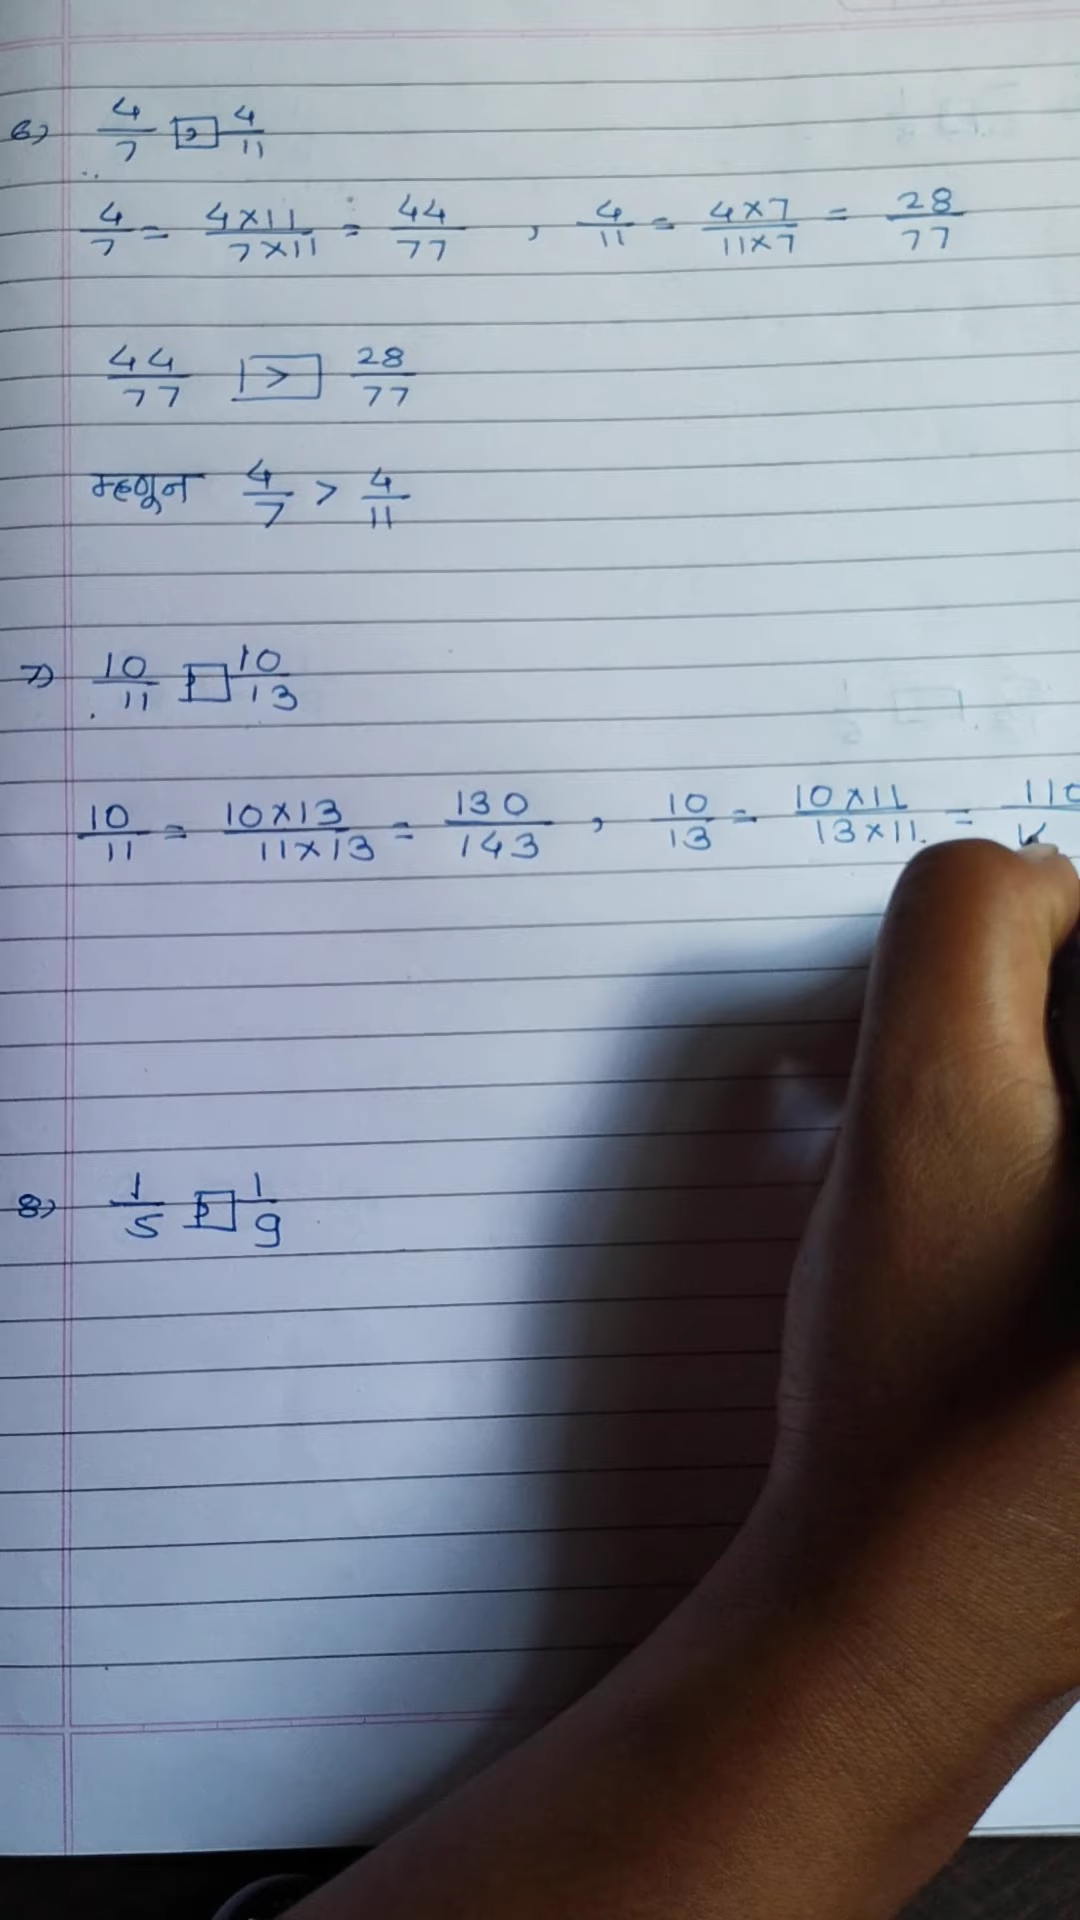 6) 4/7 [>] 4/11
4/7 = 4×11/7×11 = 44/77 , 4/11 = 4×7/11×7 = 28/77
44/77 [>] 28/77
म्हणून 4/7 > 4/11
7) 10/11 □ 10/13
10/11 = 10×13/11×13 = 130/143 , 10/13 = 10×11/13×11 = 110/
8) 1/5 □ 1/9